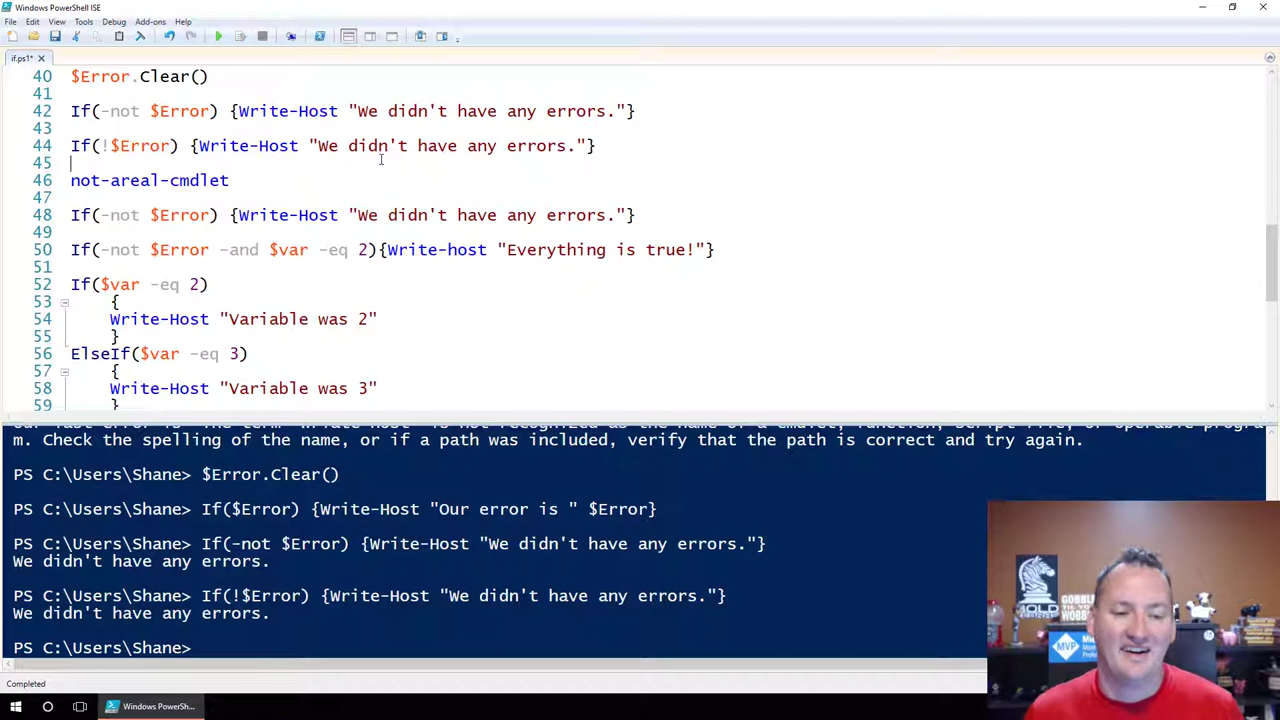 Windows PowerShell ISE
File Edit View Tools Debug Add-ons Help
if.ps1*
40 $Error.Clear()
41
42 If(-not $Error) {Write-Host "We didn't have any errors."}
43
44 If(!$Error) {Write-Host "We didn't have any errors."}
45
46 not-areal-cmdlet
47
48 If(-not $Error) {Write-Host "We didn't have any errors."}
49
50 If(-not $Error -and $var -eq 2){Write-host "Everything is true!"}
51
52 If($var -eq 2)
53 {
54 Write-Host "Variable was 2"
55 }
56 ElseIf($var -eq 3)
57 {
58 Write-Host "Variable was 3"
59 }
m. Check the spelling of the name, or if a path was included, verify that the path is correct and try again.
PS C:\Users\Shane> $Error.Clear()
PS C:\Users\Shane> If($Error) {Write-Host "Our error is " $Error}
PS C:\Users\Shane> If(-not $Error) {Write-Host "We didn't have any errors."}
We didn't have any errors.
PS C:\Users\Shane> If(!$Error) {Write-Host "We didn't have any errors."}
We didn't have any errors.
PS C:\Users\Shane>
GOBBLE
TIL YOU
WOBBLE
MVP
Completed
Windows PowerSh...